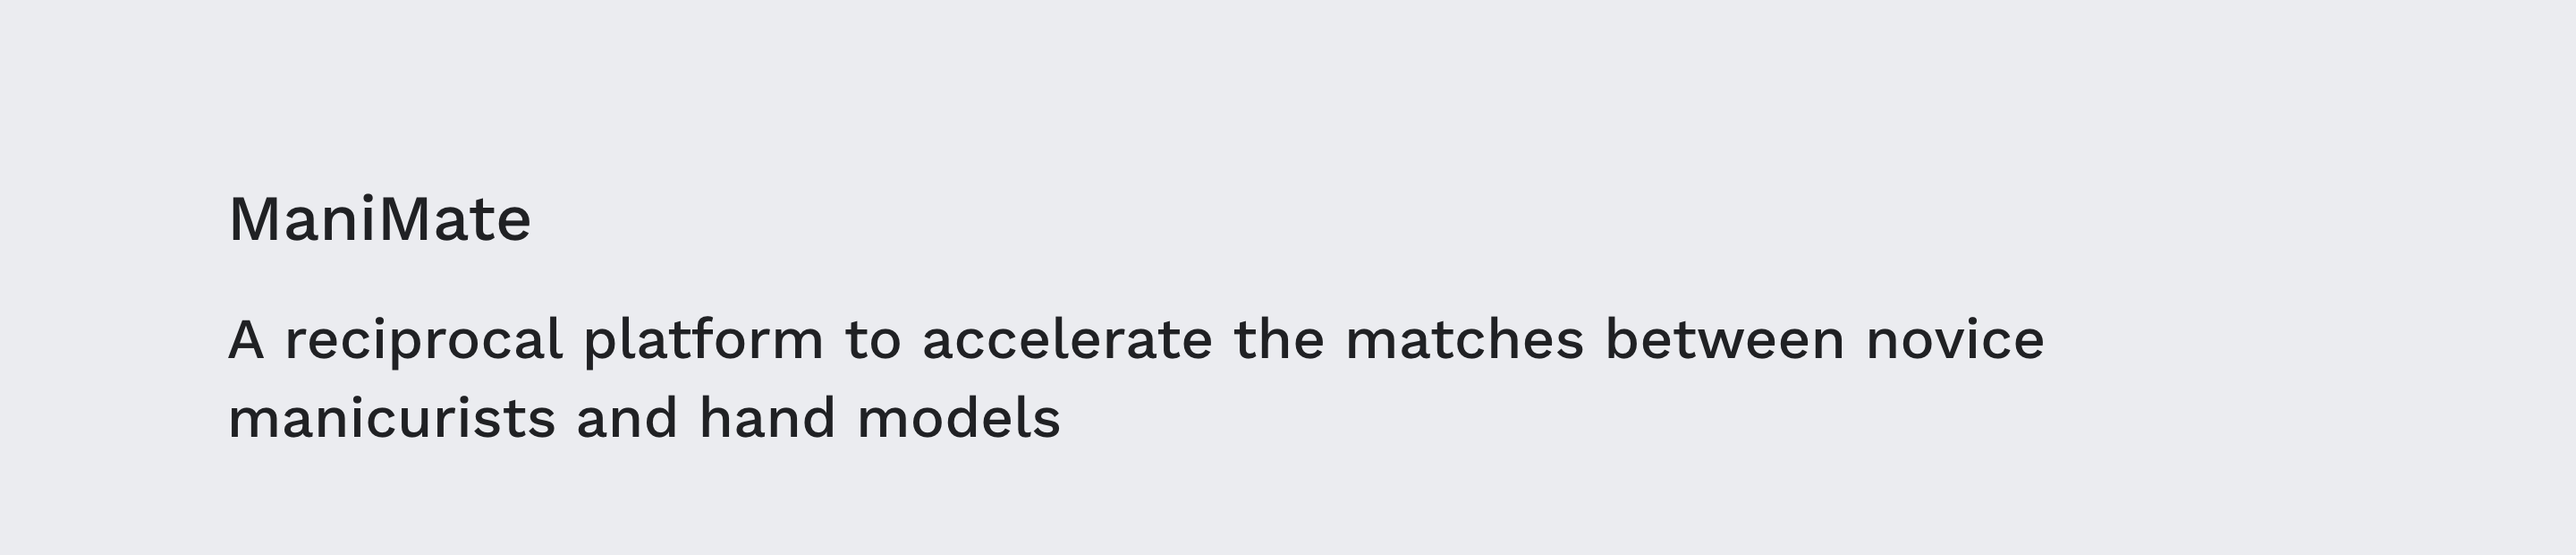 ManiMate
A reciprocal platform to accelerate the matches between novice
manicurists and hand models